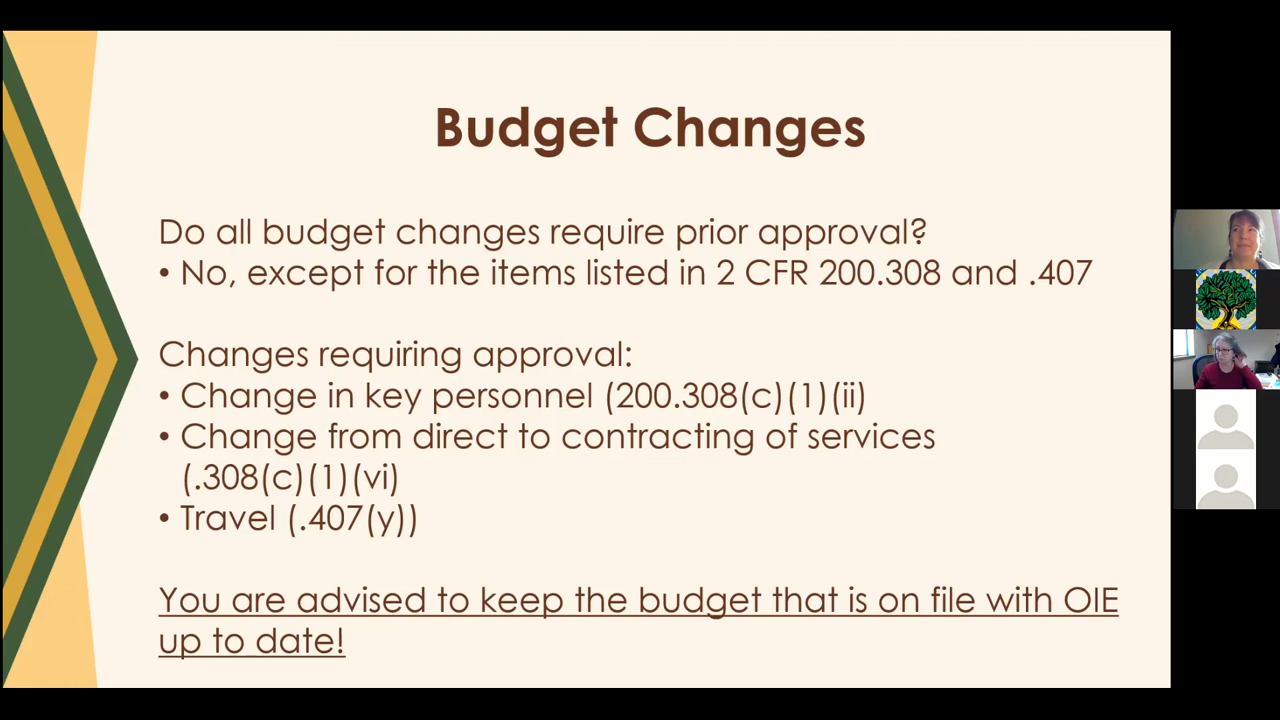 Budget Changes
Do all budget changes require prior approval?
• No, except for the items listed in 2 CFR 200.308 and .407
Changes requiring approval:
• Change in key personnel (200.308(c)(1)(ii)
• Change from direct to contracting of services
(.308(c)(1)(vi)
• Travel (.407(y))
You are advised to keep the budget that is on file with OIE
up to date!